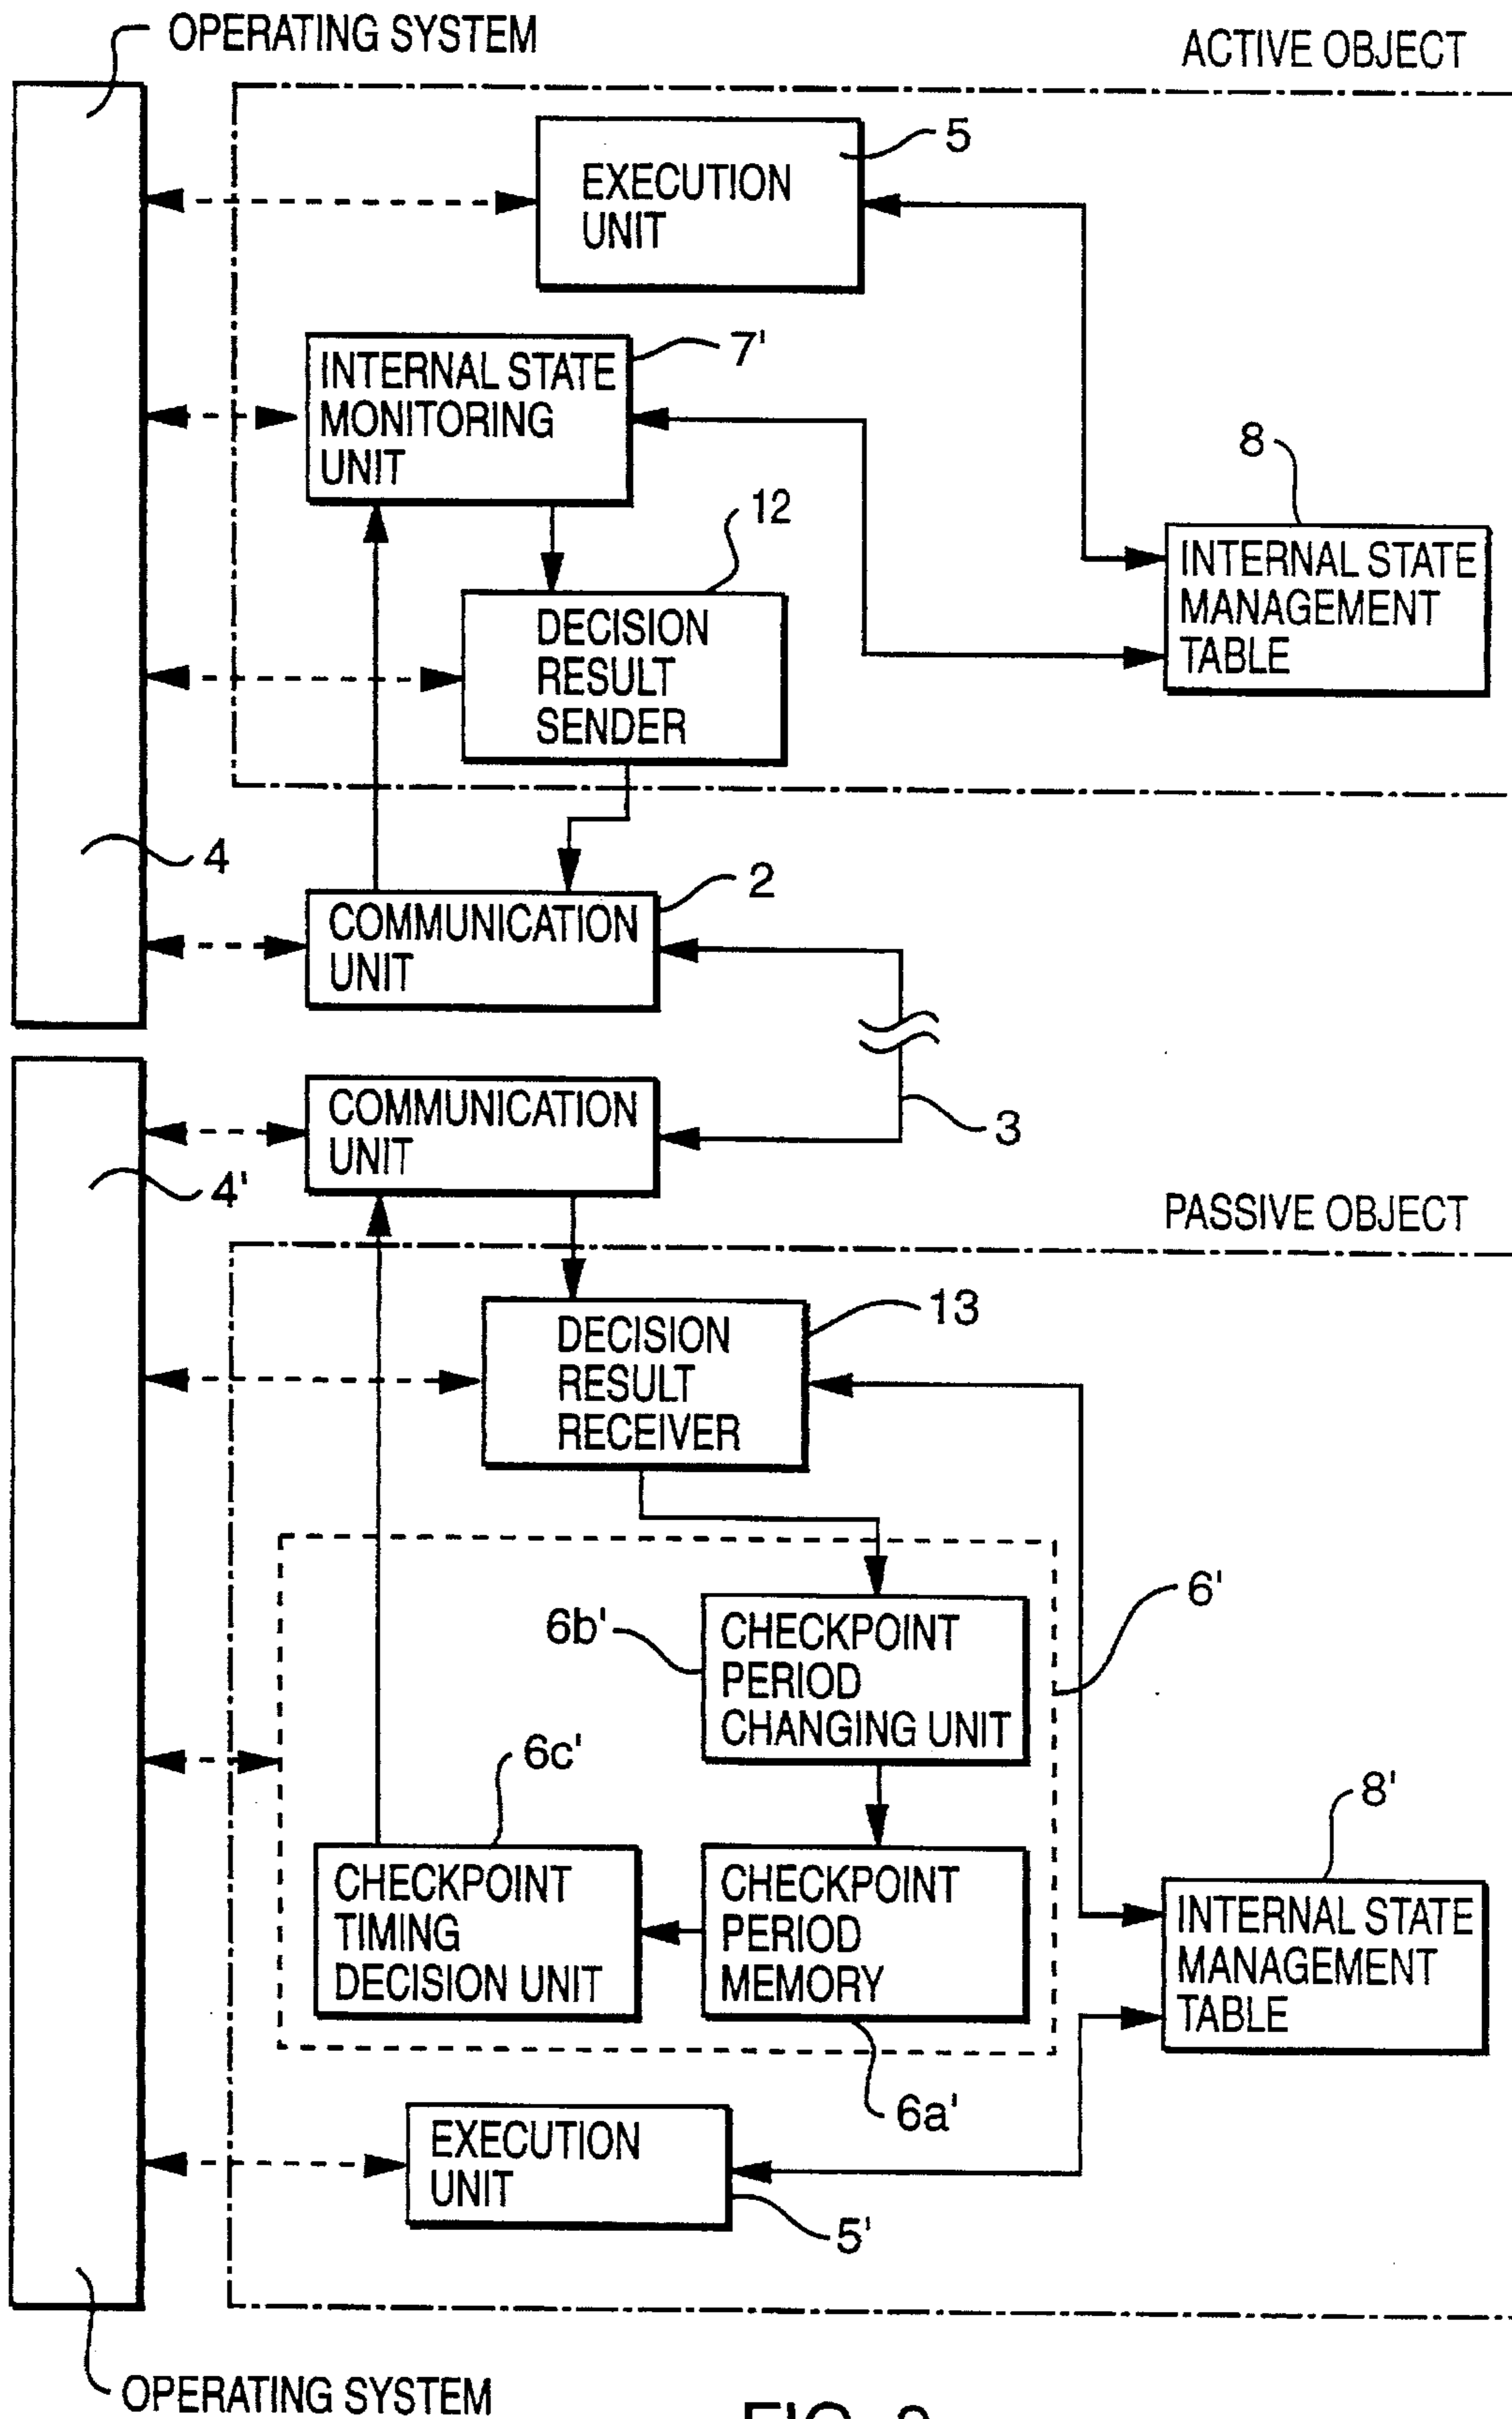 OPERATING SYSTEM
ACTIVE OBJECT
5
EXECUTION
UNIT
7'
INTERNAL STATE
MONITORING
UNIT
8
12
INTERNAL STATE
MANAGEMENT
TABLE
DECISION
RESULT
SENDER
4
2
COMMUNICATION
UNIT
COMMUNICATION
UNIT
3
4'
PASSIVE OBJECT
13
DECISION
RESULT
RECEIVER
6'
6b'
CHECKPOINT
PERIOD
CHANGING UNIT
6c'
8'
CHECKPOINT
TIMING
DECISION UNIT
CHECKPOINT
PERIOD
MEMORY
INTERNAL STATE
MANAGEMENT
TABLE
6a'
EXECUTION
UNIT
5'
OPERATING SYSTEM
FIG.